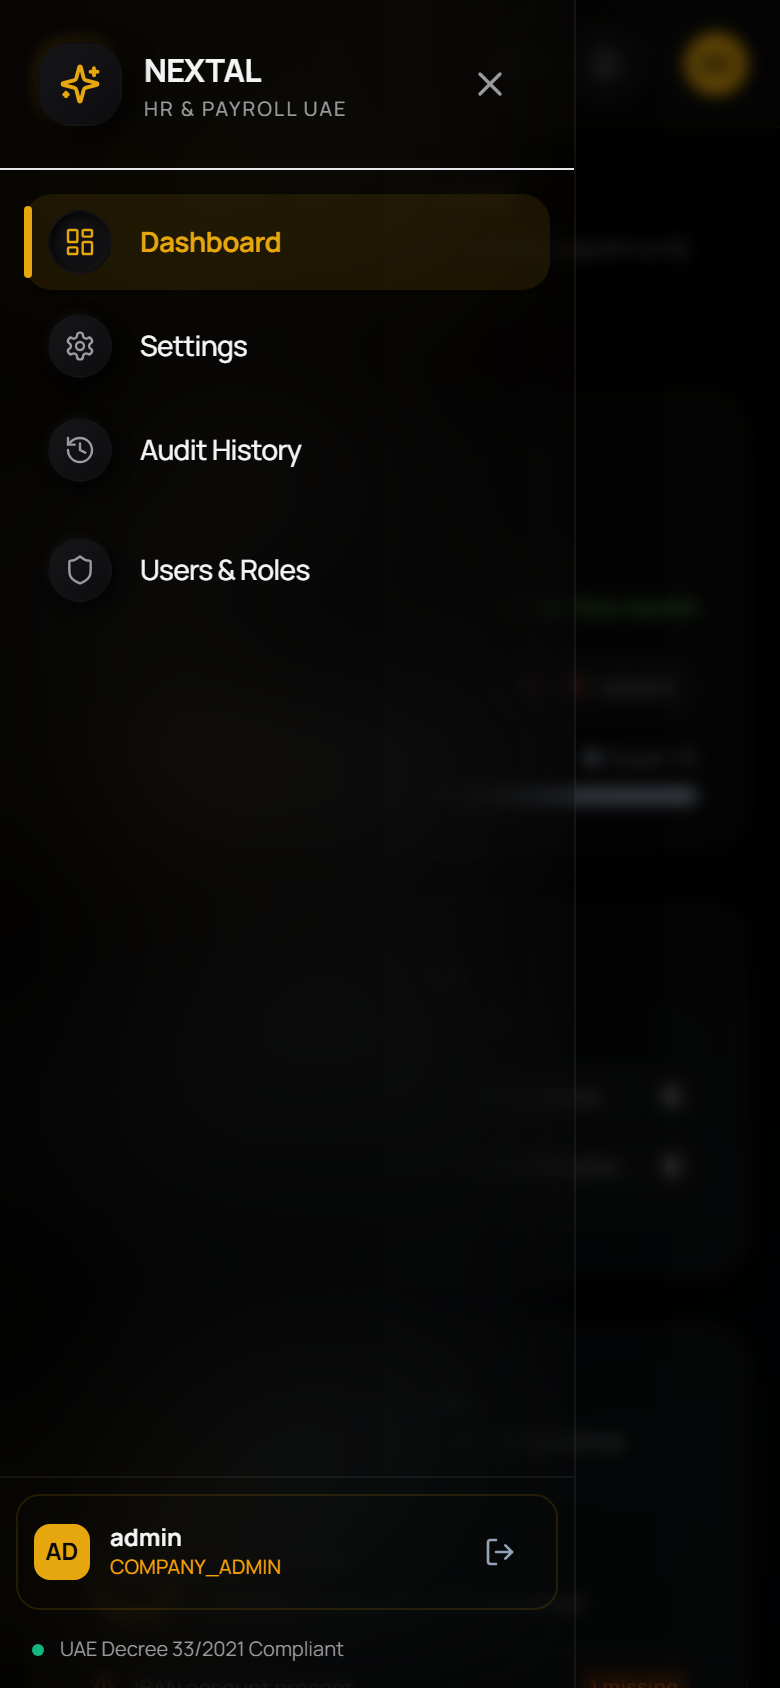 NEXTAL
HR & PAYROLL UAE
Dashboard
Settings
Audit History
Users & Roles
AD
admin
COMPANY_ADMIN
UAE Decree 33/2021 Compliant